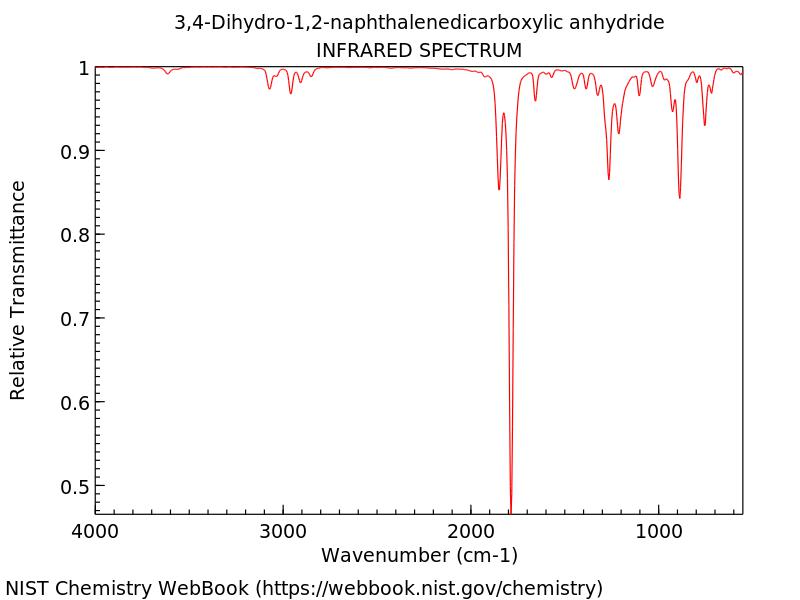 3,4-Dihydro-1,2-naphthalenedicarboxylic anhydride
INFRARED SPECTRUM
1
0.9
0.8
0.7
0.6
0.5
Relative Transmittance
4000 3000 2000 1000
Wavenumber (cm-1)
NIST Chemistry WebBook (https://webbook.nist.gov/chemistry)